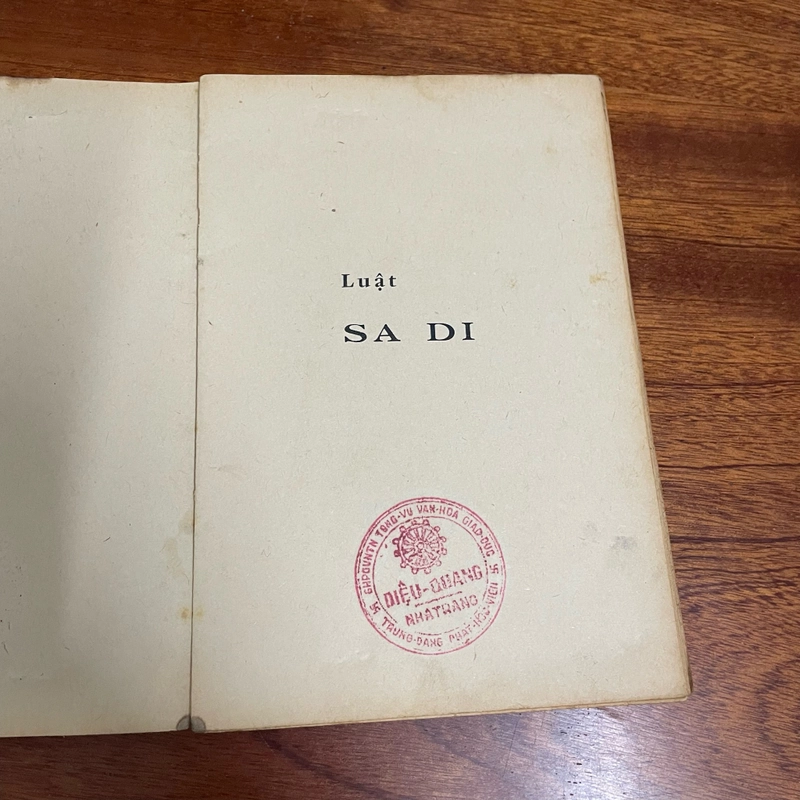 Luật
SA DI
GHPGVNTN TỔNG-VỤ VĂN-HÓA GIÁO-DỤC
DIỆU-QUANG
NHATRANG
TRUNG-ĐẲNG PHẬT-HỌC-VIỆN